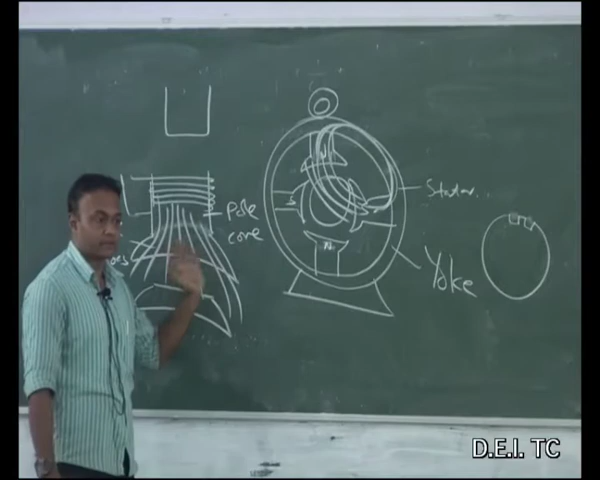 Pole
core
Stator
Yoke
N
N
D.E.I. TC